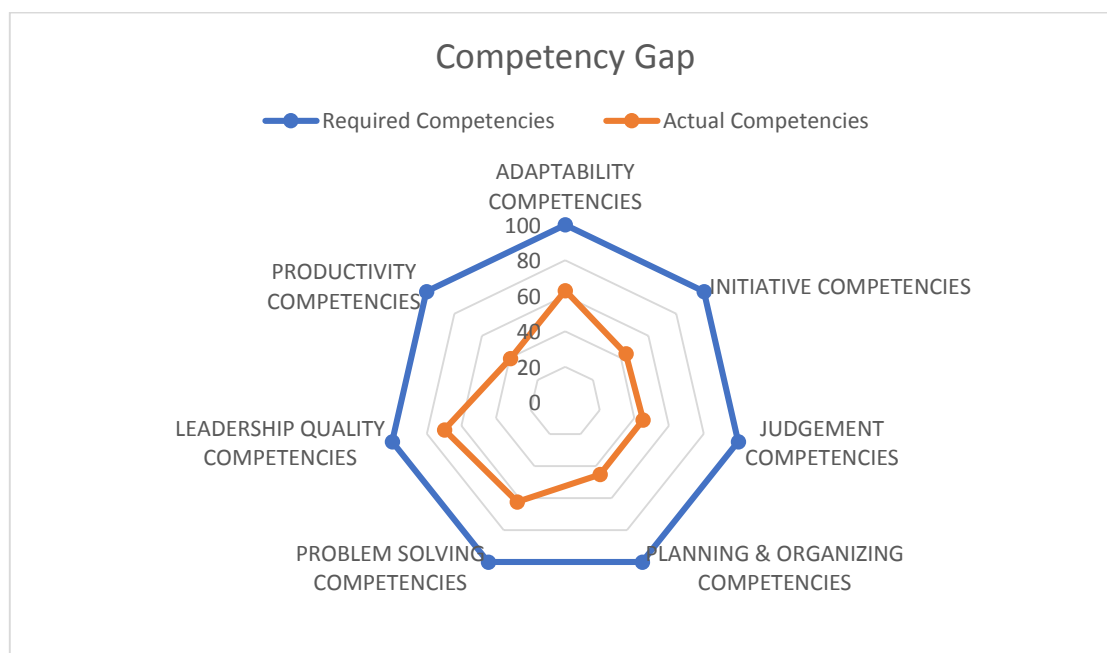 Competency Gap
Required Competencies
Actual Competencies
ADAPTABILITY
COMPETENCIES
100
80
60
40
20
0
INITIATIVE COMPETENCIES
JUDGEMENT
COMPETENCIES
PLANNING & ORGANIZING
COMPETENCIES
PROBLEM SOLVING
COMPETENCIES
LEADERSHIP QUALITY
COMPETENCIES
PRODUCTIVITY
COMPETENCIES